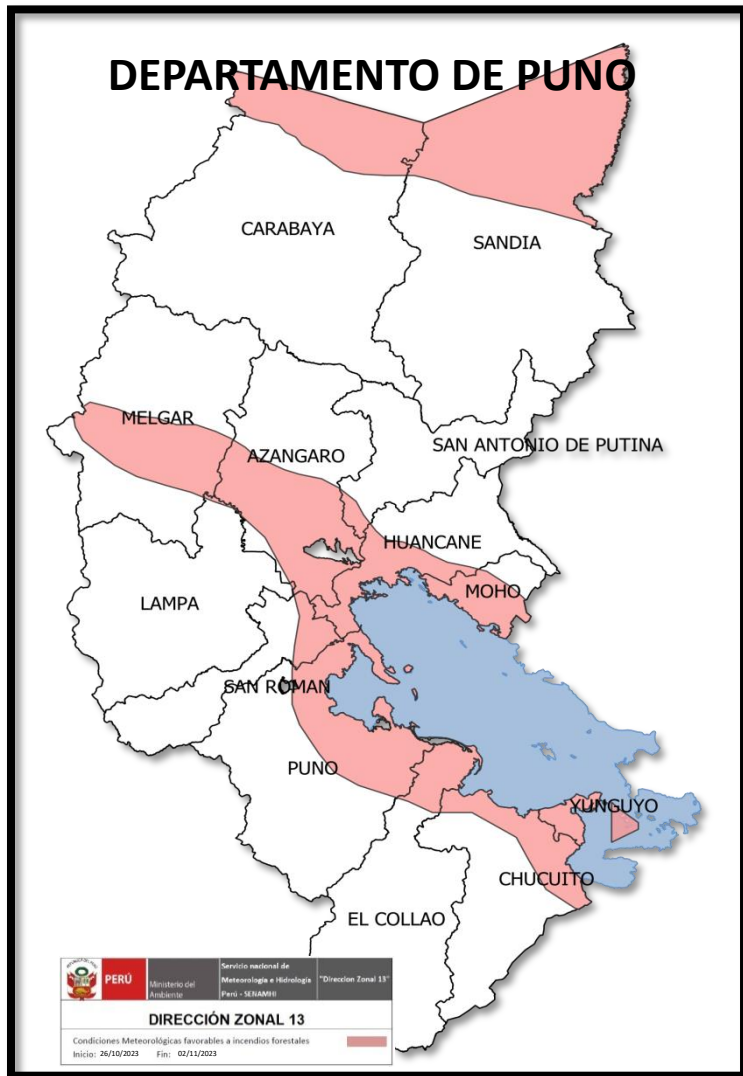 DEPARTAMENTO DE PUNO
CARABAYA
SANDIA
MELGAR
AZANGARO
SAN ANTONIO DE PUTINA
HUANCANE
MOHO
LAMPA
SAN ROMAN
PUNO
YUNGUYO
CHUCUITO
EL COLLAO
PERÚ
Ministerio del
Ambiente
Servicio nacional de
Meteorología e Hidrología
Perú - SENAMHI
"Direccion Zonal 13"
DIRECCIÓN ZONAL 13
Condiciones Meteorológicas favorables a incendios forestales
Inicio: 26/10/2023 Fin: 02/11/2023